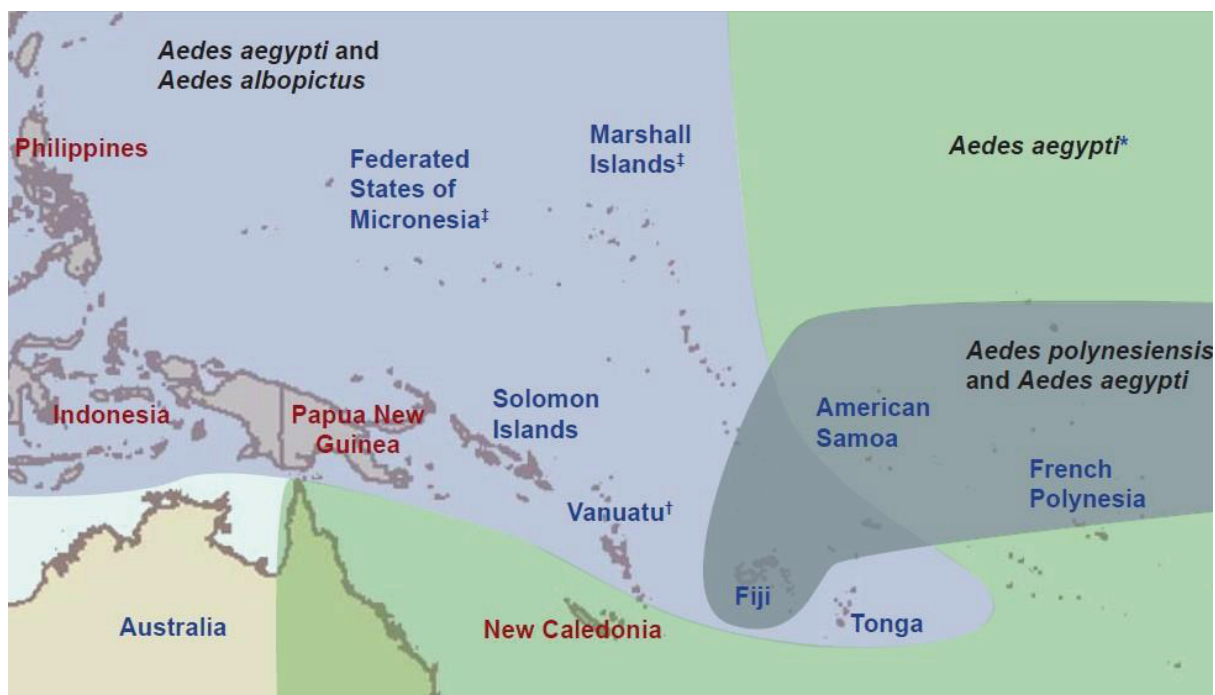 Aedes aegypti and
Aedes albopictus
Philippines
Federated
States of
Micronesia‡
Marshall
Islands‡
Aedes aegypti*
Aedes polynesiensis
and Aedes aegypti
Indonesia
Papua New
Guinea
Solomon
Islands
American
Samoa
French
Polynesia
Vanuatu†
Fiji
Tonga
Australia
New Caledonia